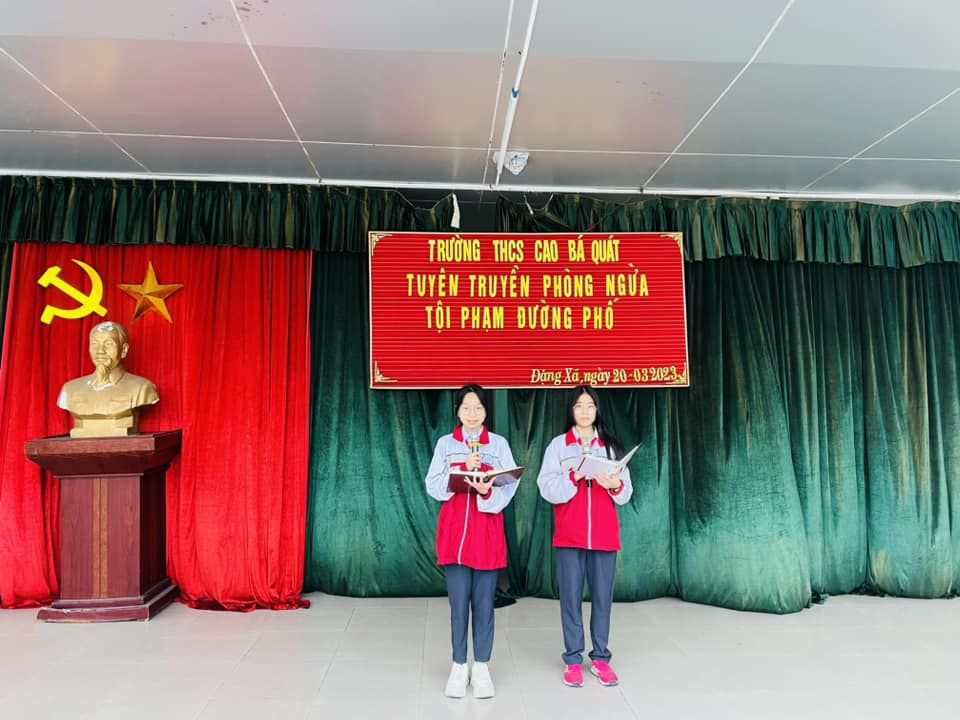 TRƯỜNG THCS CAO BÁ QUÁT
TUYÊN TRUYỀN PHÒNG NGỪA
TỘI PHẠM ĐƯỜNG PHỐ
Đặng Xá, ngày 20-03 2023